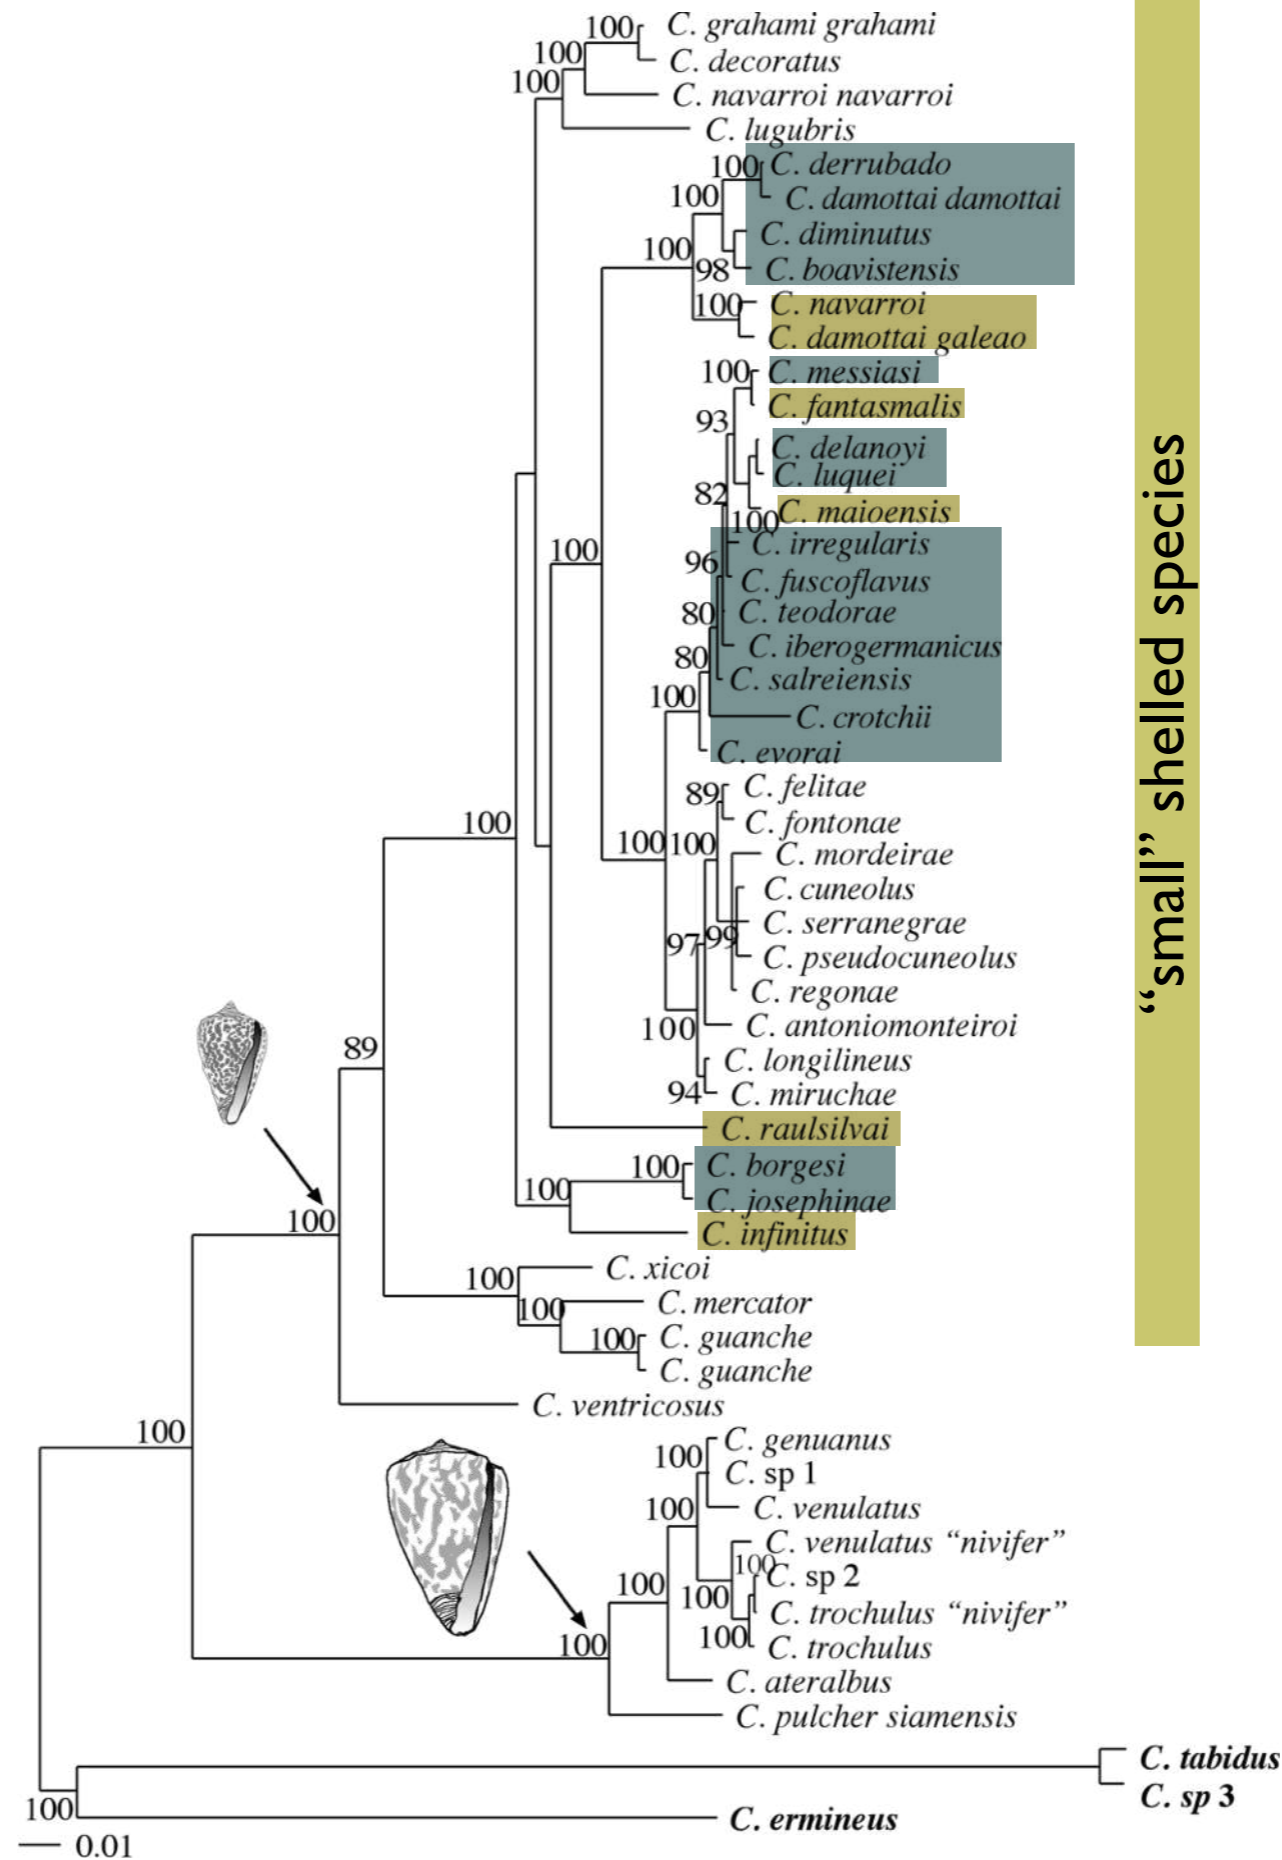 100 C. grahami grahami
100 C. decoratus
100 C. navarroi navarroi
C. lugubris
100 C. derrubado
100 C. damottai damottai
C. diminutus
100 98 C. boavistensis
100 C. navarroi
C. damottai galeao
100 C. messiasi
C. fantasmalis
93
C. delanoyi
C. luquei
82
100 C. maioensis
C. irregularis
100 96
C. fuscoflavus
80 C. teodorae
C. iberogermanicus
80
C. salreiensis
100
C. crotchii
C. evorai
89 C. felitae
C. fontonae
100 100 100 C. mordeirae
C. cuneolus
C. serranegrae
97 99
C. pseudocuneolus
C. regonae
100 C. antoniomonteiroi
C. longilineus
94 C. miruchae
C. raulsilvai
100 C. borgesi
100 C. josephinae
C. infinitus
89
100
C. xicoi
100
100 C. mercator
100 C. guanche
C. guanche
C. ventricosus
100
C. genuanus
100
C. sp 1
100 C. venulatus
C. venulatus “nivifer”
100
C. sp 2
100 100
C. trochulus “nivifer”
100 100 C. trochulus
C. ateralbus
C. pulcher siamensis
C. tabidus
C. sp 3
100 C. ermineus
0.01
“small” shelled species